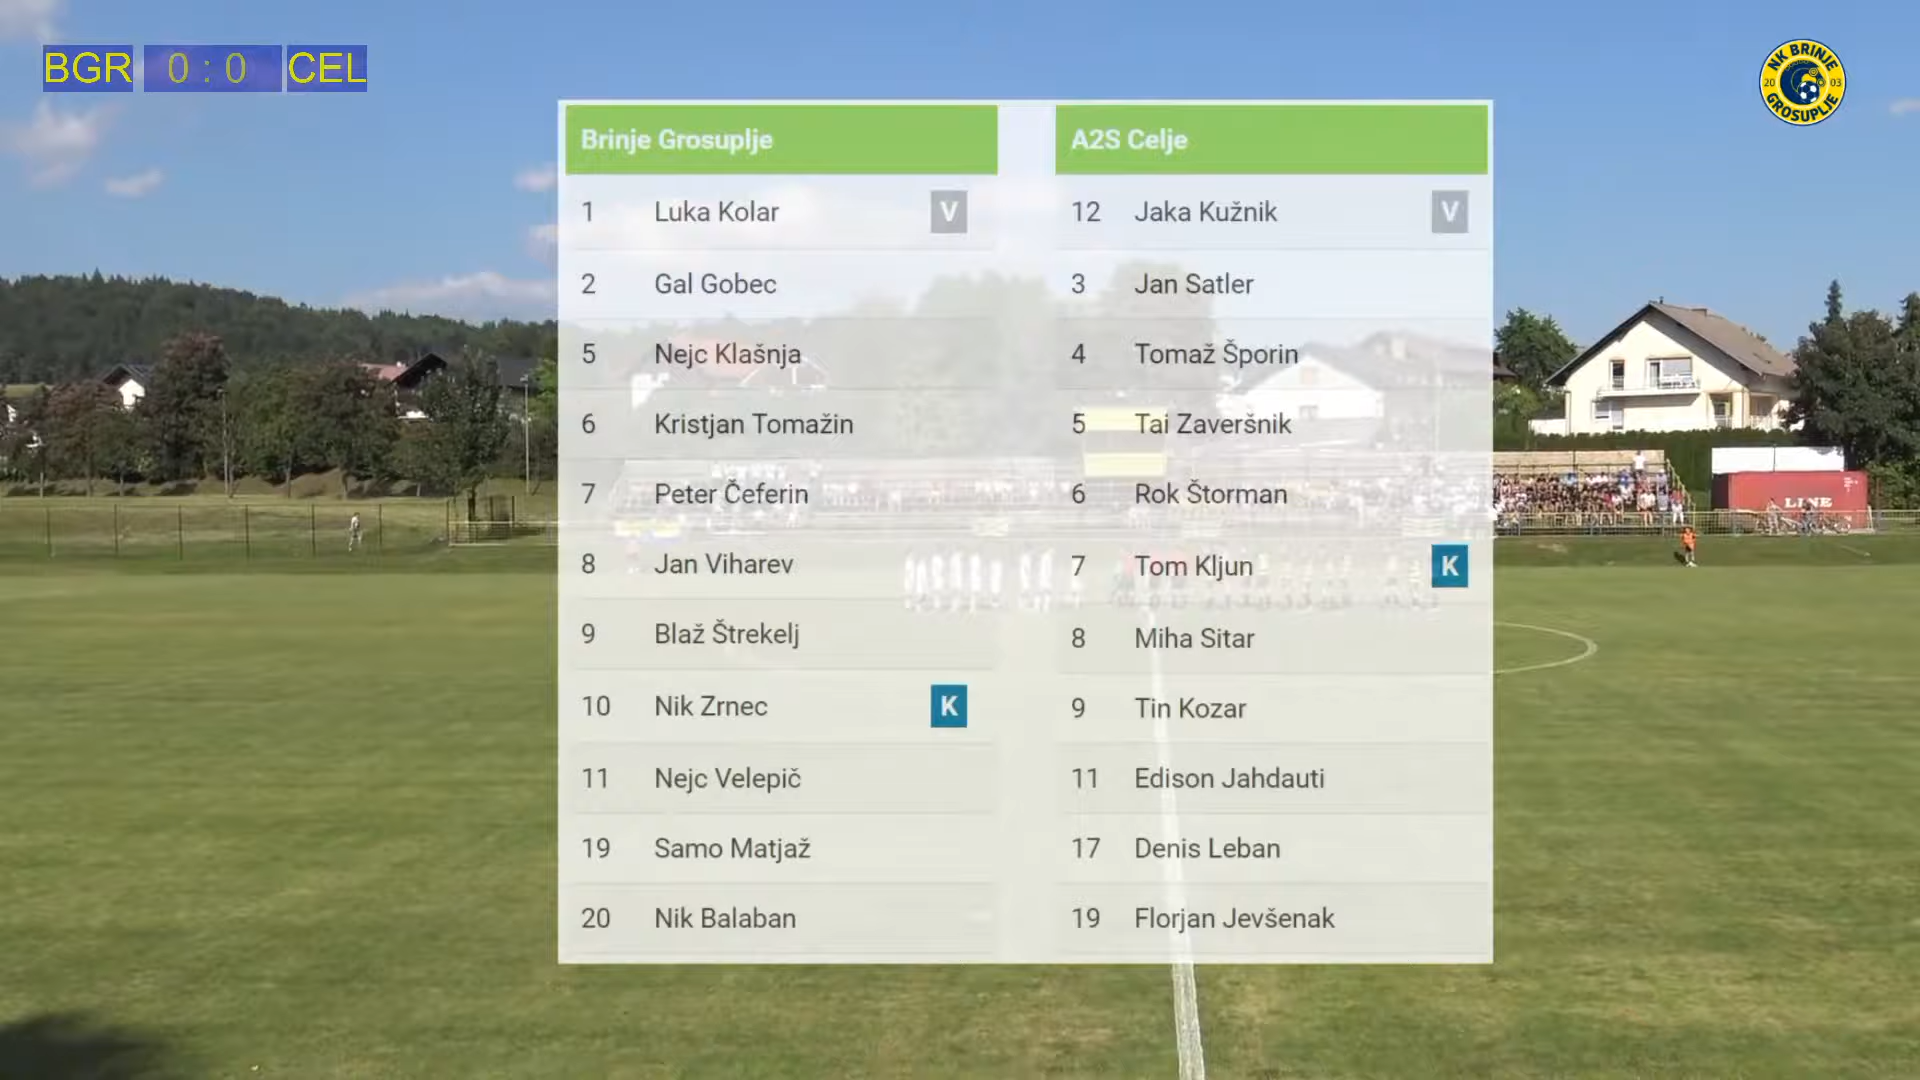 BGR 0 : 0 CEL
NK BRINJE
20 03
GROSUPLJE
Brinje Grosuplje
1 Luka Kolar V
2 Gal Gobec
5 Nejc Klašnja
6 Kristjan Tomažin
7 Peter Čeferin
8 Jan Viharev
9 Blaž Štrekelj
10 Nik Zrnec K
11 Nejc Velepič
19 Samo Matjaž
20 Nik Balaban
A2S Celje
12 Jaka Kužnik V
3 Jan Satler
4 Tomaž Šporin
5 Tai Zaveršnik
6 Rok Štorman
7 Tom Kljun K
8 Miha Sitar
9 Tin Kozar
11 Edison Jahdauti
17 Denis Leban
19 Florjan Jevšenak
LINE